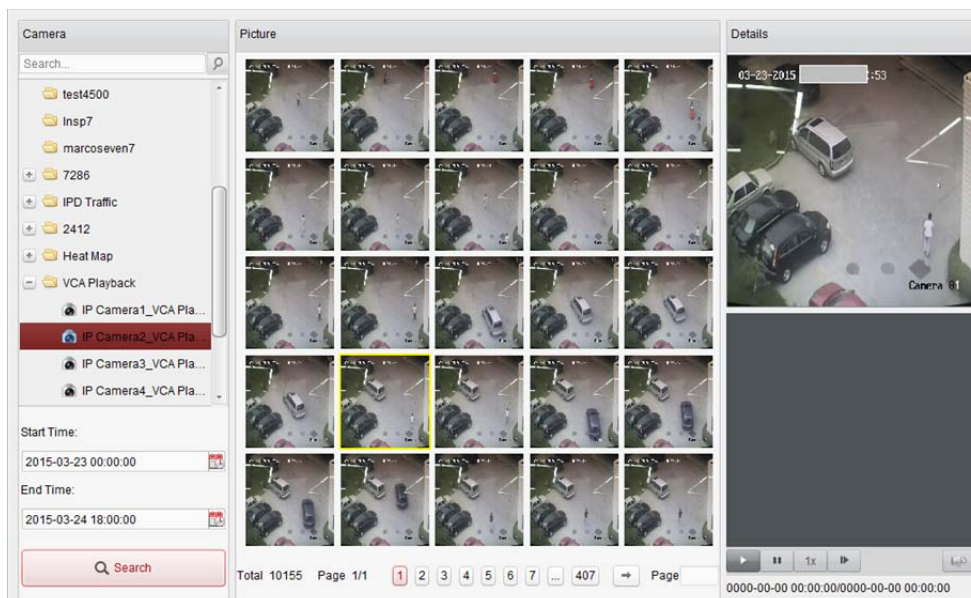 Camera
Search...
test4500
Insp7
marcoseven7
7286
IPD Traffic
2412
Heat Map
VCA Playback
IP Camera1_VCA Pla...
IP Camera2_VCA Pla...
IP Camera3_VCA Pla...
IP Camera4_VCA Pla...
Start Time:
2015-03-23 00:00:00
End Time:
2015-03-24 18:00:00
Search
Picture
Total 10155 Page 1/1 1 2 3 4 5 6 7 ... 407 Page
Details
03-23-2015 :53
Camera 01
1x
0000-00-00 00:00:00/0000-00-00 00:00:00